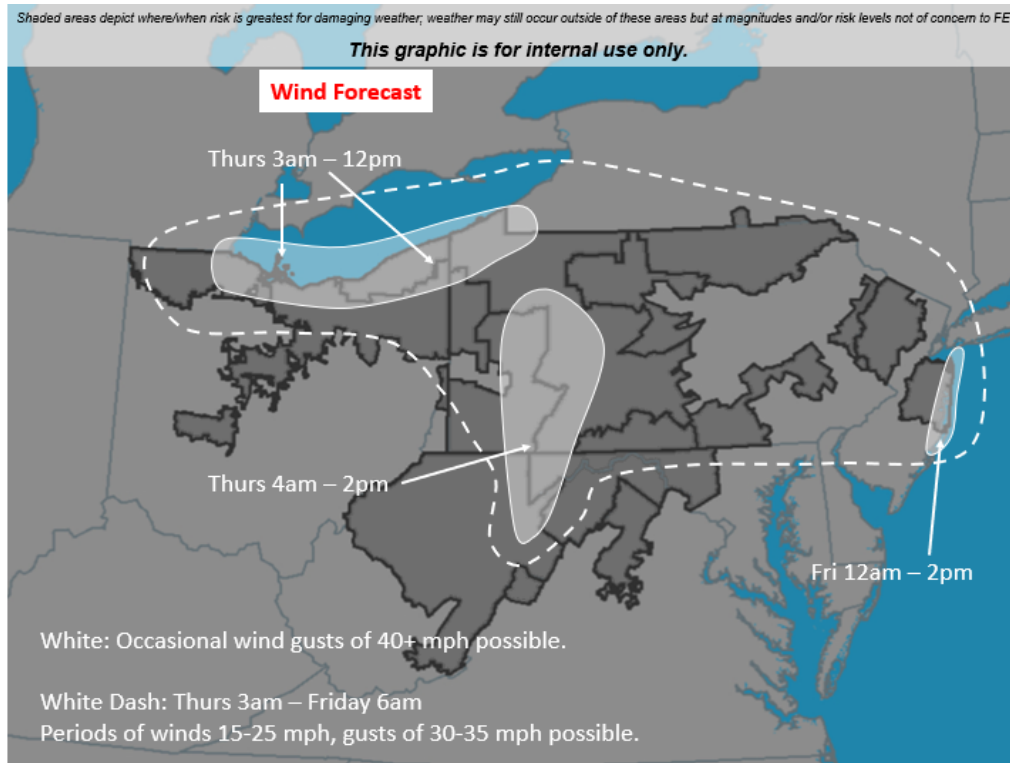 Shaded areas depict where/when risk is greatest for damaging weather; weather may still occur outside of these areas but at magnitudes and/or risk levels not of concern to FE
This graphic is for internal use only.
Wind Forecast
Thurs 3am – 12pm
Thurs 4am – 2pm
Fri 12am – 2pm
White: Occasional wind gusts of 40+ mph possible.
White Dash: Thurs 3am – Friday 6am
Periods of winds 15-25 mph, gusts of 30-35 mph possible.